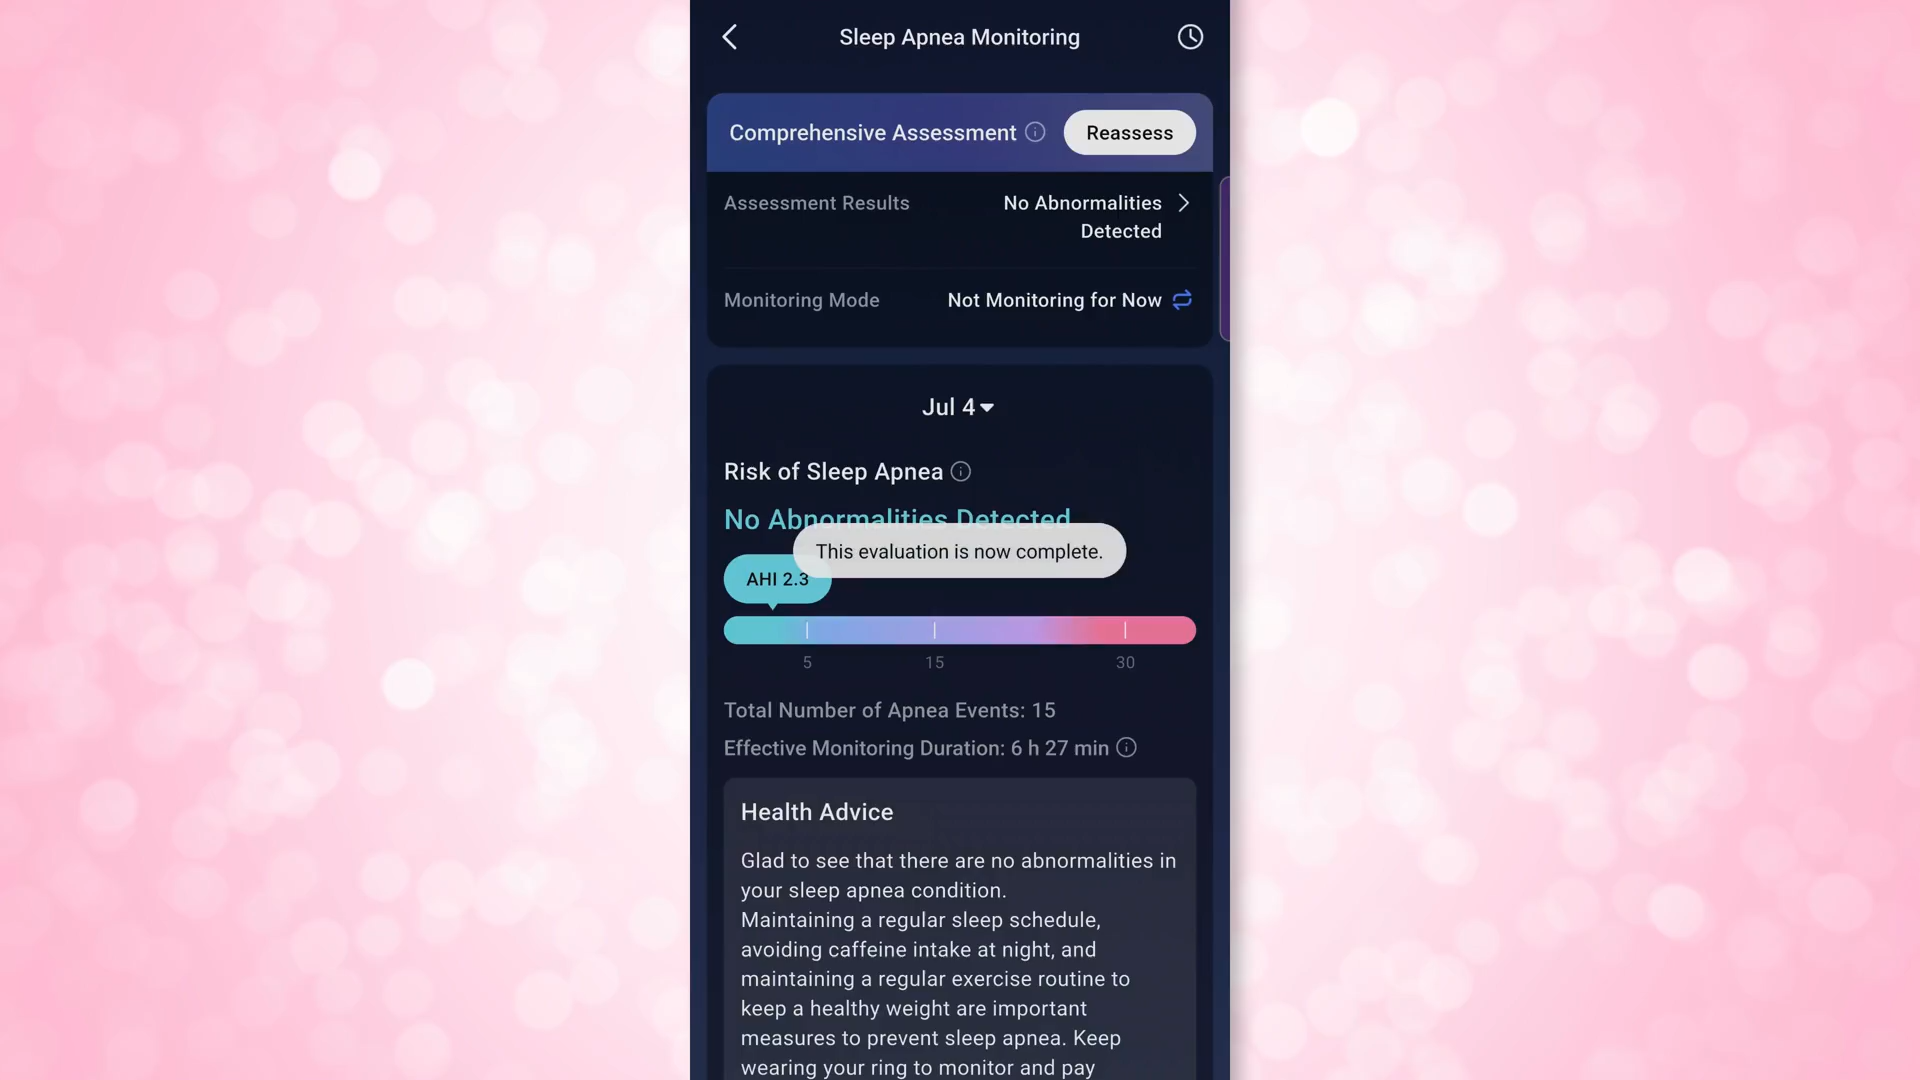 Sleep Apnea Monitoring
Comprehensive Assessment
Reassess
Assessment Results
No Abnormalities
Detected
Monitoring Mode
Not Monitoring for Now
Jul 4
Risk of Sleep Apnea
No Abnormalities Detected
This evaluation is now complete.
AHI 2.3
5 15 30
Total Number of Apnea Events: 15
Effective Monitoring Duration: 6 h 27 min
Health Advice
Glad to see that there are no abnormalities in
your sleep apnea condition.
Maintaining a regular sleep schedule,
avoiding caffeine intake at night, and
maintaining a regular exercise routine to
keep a healthy weight are important
measures to prevent sleep apnea. Keep
wearing your ring to monitor and pay